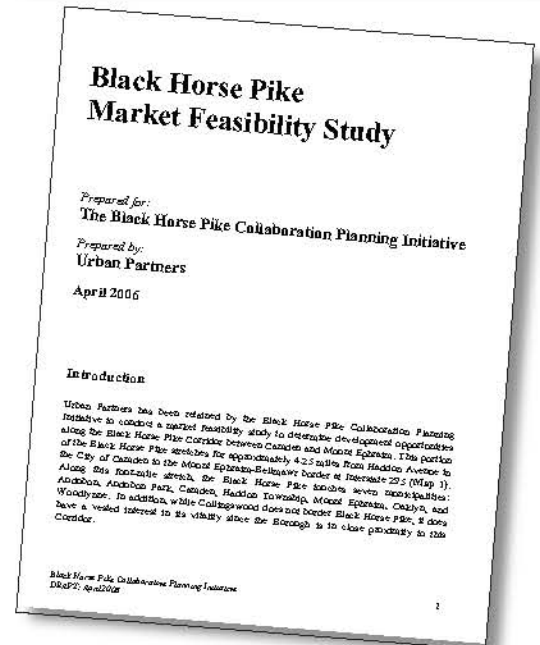 Black Horse Pike
Market Feasibility Study
Prepared for:
The Black Horse Pike Collaboration Planning Initiative
Prepared by:
Urban Partners
April 2006
Introduction
Urban Partners has been retained by the Black Horse Pike Collaboration Planning
Initiative to conduct a market feasibility study to determine development opportunities
along the Black Horse Pike Corridor between Camden and Mount Ephraim. This portion
of the Black Horse Pike stretches for approximately 4.25 miles from Haddon Avenue in
the City of Camden to the Mount Ephraim-Bellmawr border at Interstate 295 (Map 1).
Along this four-mile stretch, the Black Horse Pike touches seven municipalities:
Audubon, Audubon Park, Camden, Haddon Township, Mount Ephraim, Oaklyn, and
Woodlynne. In addition, while Collingswood does not border Black Horse Pike, it does
have a vested interest in its vitality since the Borough is in close proximity to this
Corridor.
Black Horse Pike Collaborative Planning Initiative
DRAFT: April 2006